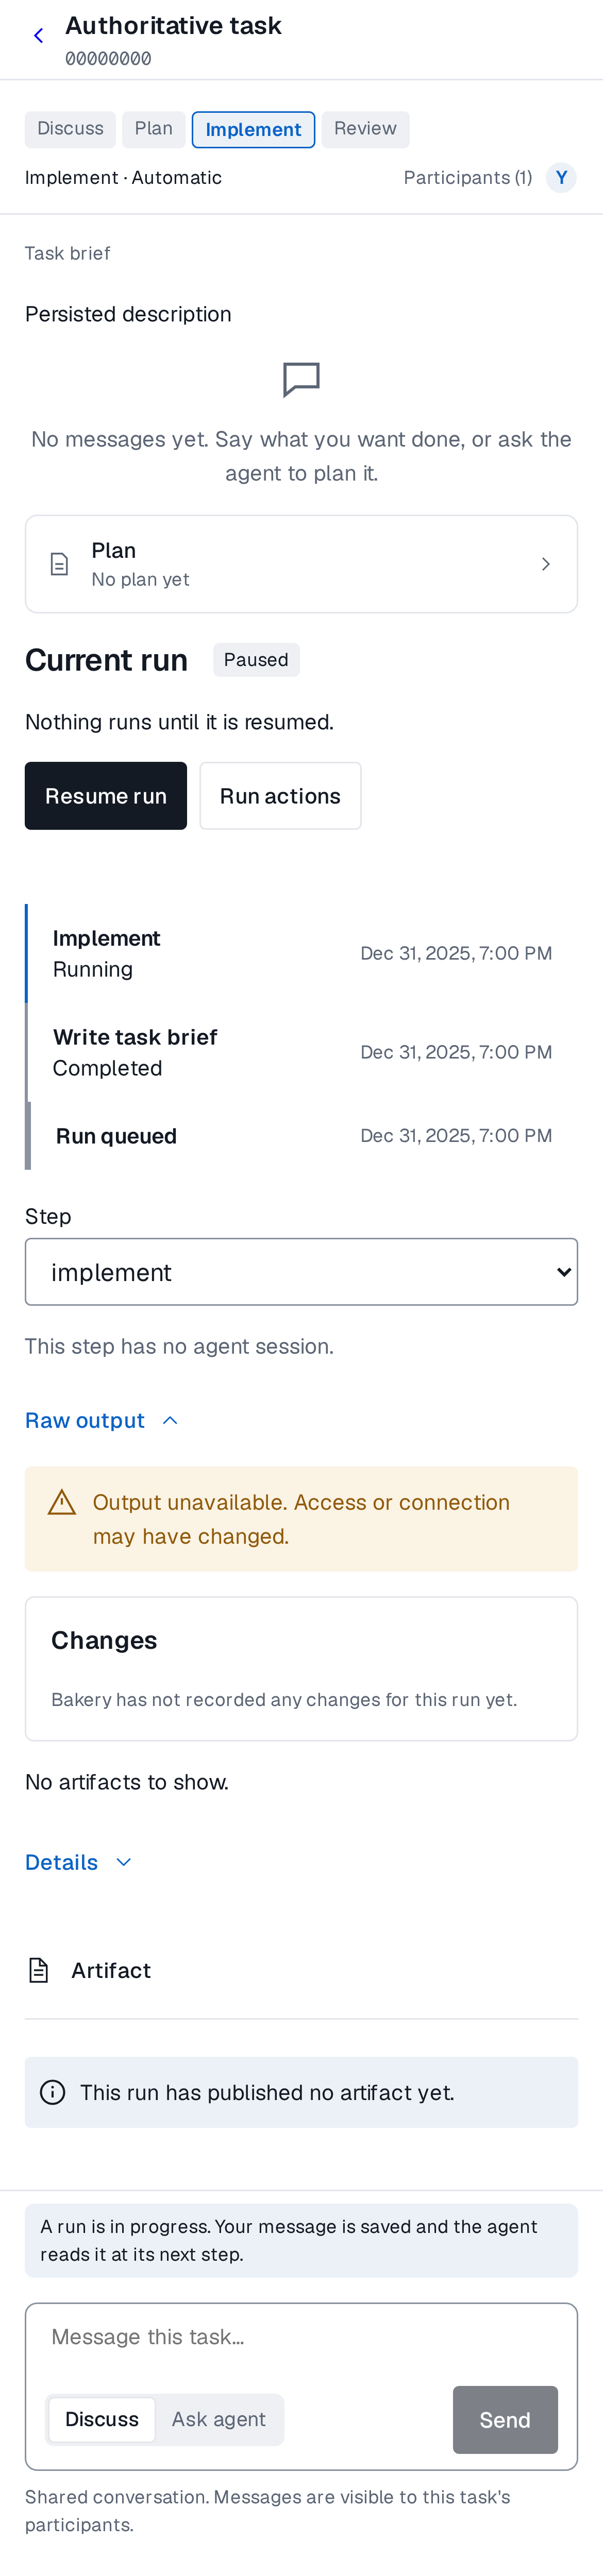 Authoritative task
00000000
Discuss
Plan
Implement
Review
Implement · Automatic
Participants (1)
Y
Task brief
Persisted description
No messages yet. Say what you want done, or ask the
agent to plan it.
Plan
No plan yet
Current run
Paused
Nothing runs until it is resumed.
Resume run
Run actions
Implement
Running
Dec 31, 2025, 7:00 PM
Write task brief
Completed
Dec 31, 2025, 7:00 PM
Run queued
Dec 31, 2025, 7:00 PM
Step
implement
This step has no agent session.
Raw output
Output unavailable. Access or connection
may have changed.
Changes
Bakery has not recorded any changes for this run yet.
No artifacts to show.
Details
Artifact
This run has published no artifact yet.
A run is in progress. Your message is saved and the agent
reads it at its next step.
Message this task...
Discuss
Ask agent
Send
Shared conversation. Messages are visible to this task's
participants.